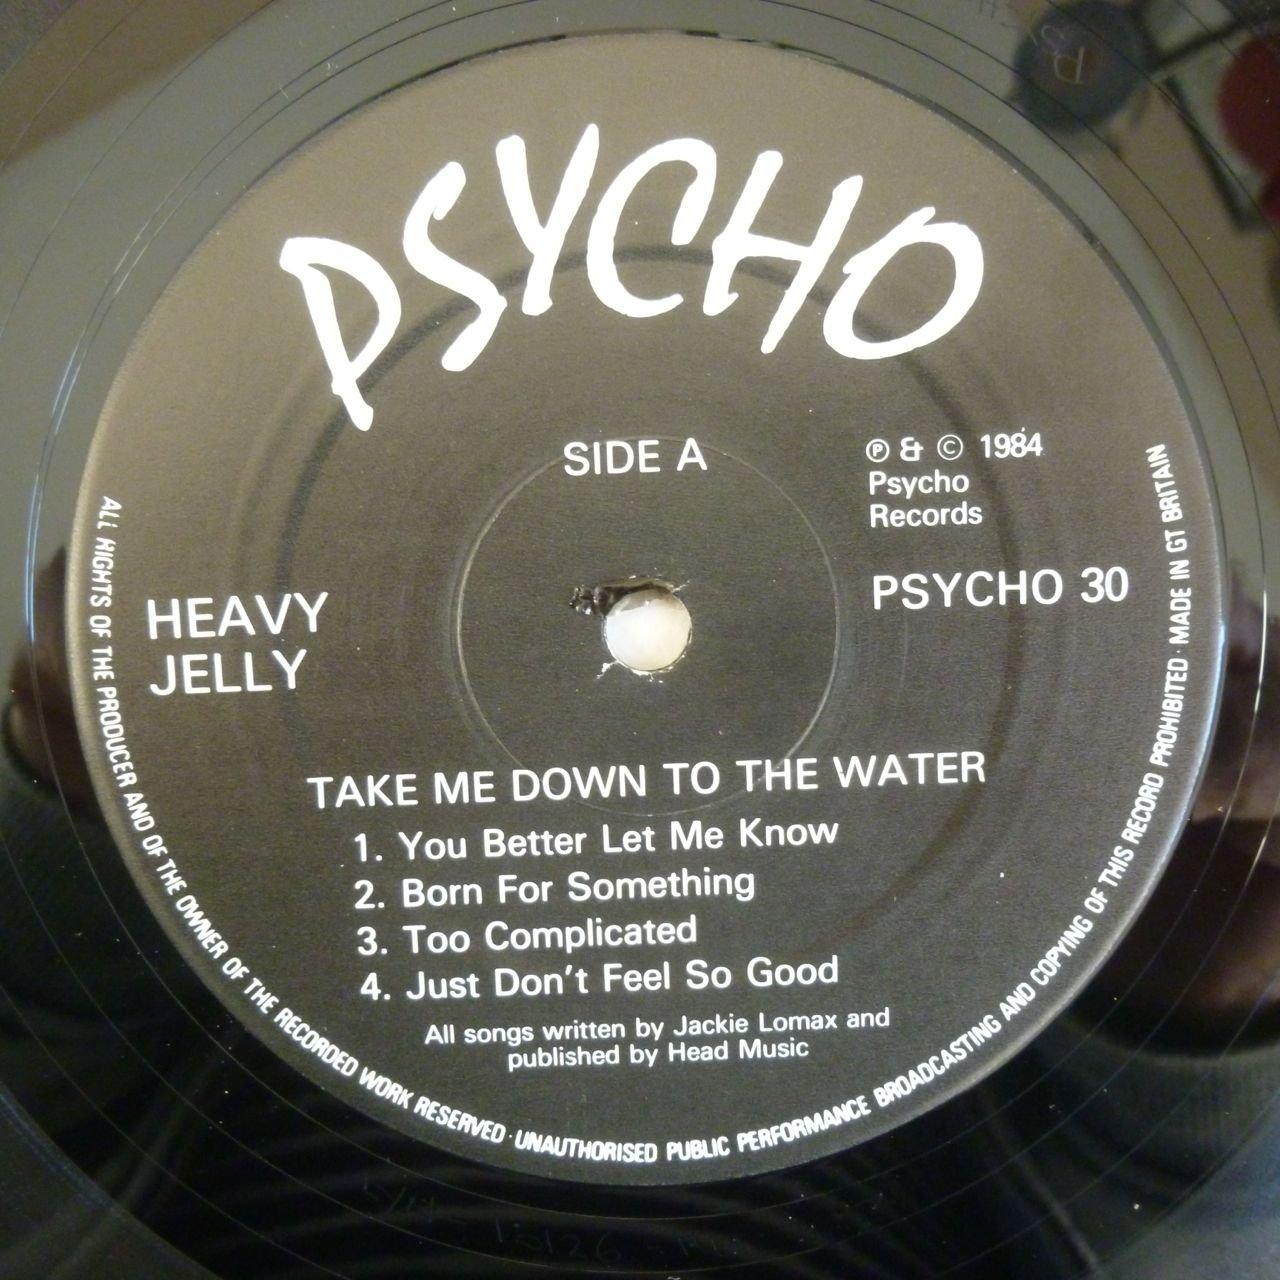 PSYCHO
SIDE A
Ⓟ & © 1984
Psycho
Records
PSYCHO 30
HEAVY
JELLY
TAKE ME DOWN TO THE WATER
1. You Better Let Me Know
2. Born For Something
3. Too Complicated
4. Just Don't Feel So Good
All songs written by Jackie Lomax and
published by Head Music
ALL RIGHTS OF THE PRODUCER AND OF THE OWNER OF THE RECORDED WORK RESERVED · UNAUTHORISED PUBLIC PERFORMANCE BROADCASTING AND COPYING OF THIS RECORD PROHIBITED · MADE IN GT BRITAIN